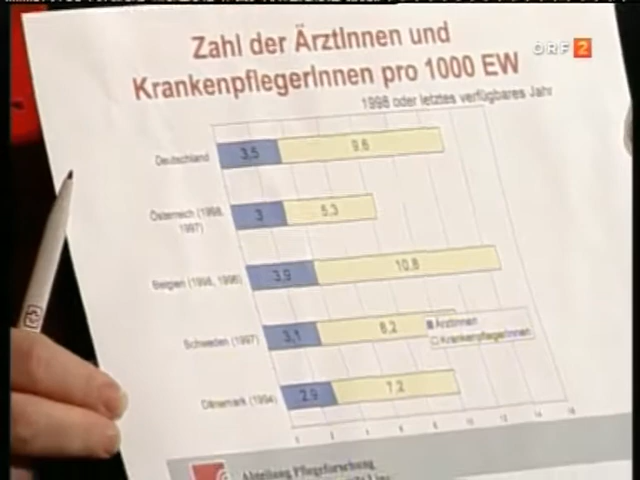 Zahl der ÄrztInnen und
KrankenpflegerInnen pro 1000 EW
ORF 2
1998 oder letztes verfügbares Jahr
Deutschland 3,5 9,6
Österreich (1998, 1997) 3 5,3
Belgien (1998, 1996) 3,9 10,8
Schweden (1997) 3,1 8,2
ÄrztInnen
KrankenpflegerInnen
Dänemark (1994) 2,9 7,2
Abteilung Pflegeforschung